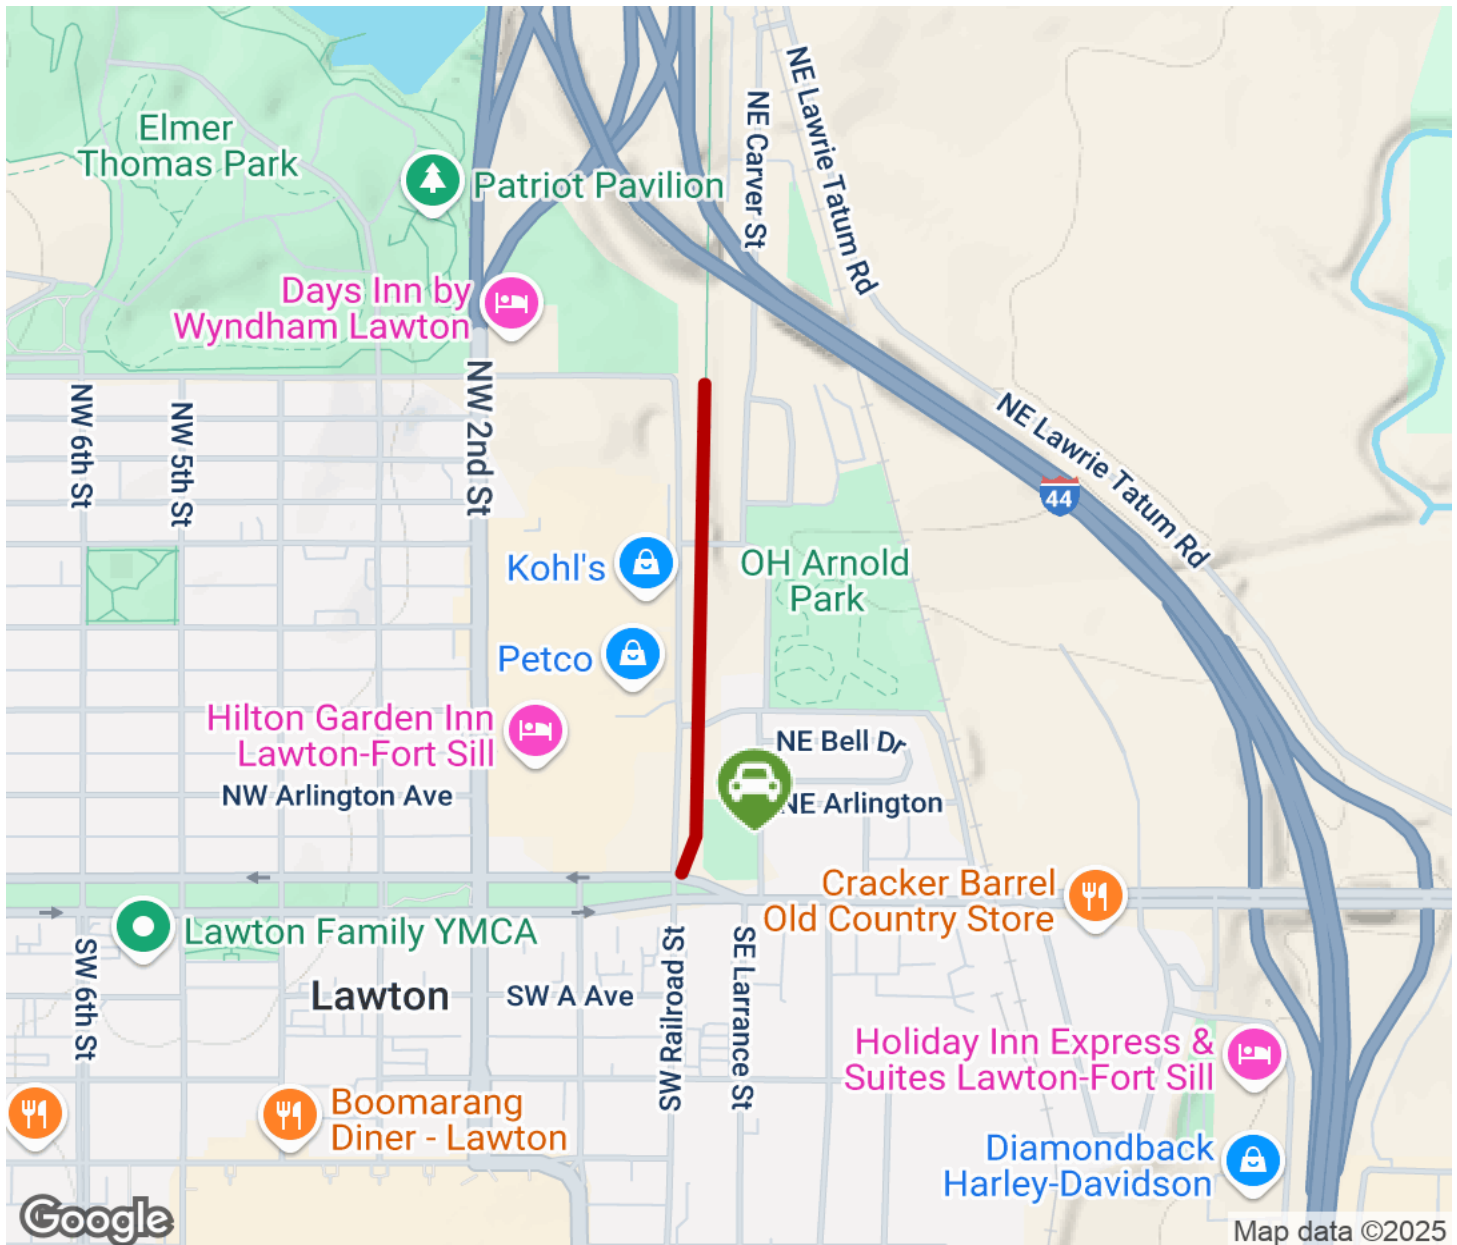 NE Lawrie Tatum Rd
NE Carver St
Elmer
Thomas Park
Patriot Pavilion
Days Inn by
Wyndham Lawton
NW 6th St
NW 5th St
NW 2nd St
NE Lawrie Tatum Rd
44
Kohl's
OH Arnold
Park
Petco
Hilton Garden Inn
Lawton-Fort Sill
NE Bell Dr
NW Arlington Ave
NE Arlington
Cracker Barrel
Old Country Store
Lawton Family YMCA
SW 6th St
Lawton
SW A Ave
SW Railroad St
SE Larrance St
Holiday Inn Express &
Suites Lawton-Fort Sill
Boomarang
Diner - Lawton
Diamondback
Harley-Davidson
Google
Map data ©2025